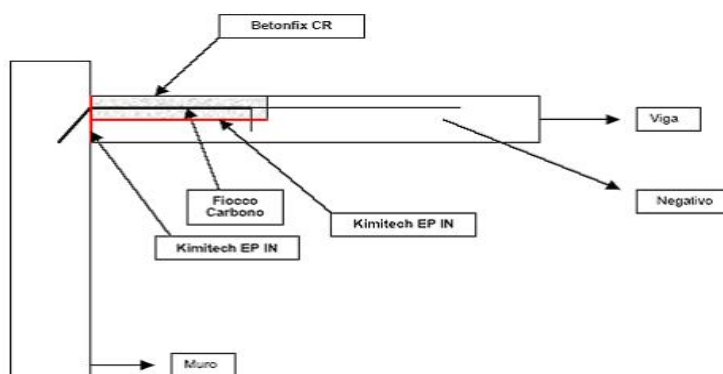 Betonfix CR
Viga
Negativo
Fiocco
Carbono
Kimitech EP IN
Kimitech EP IN
Muro